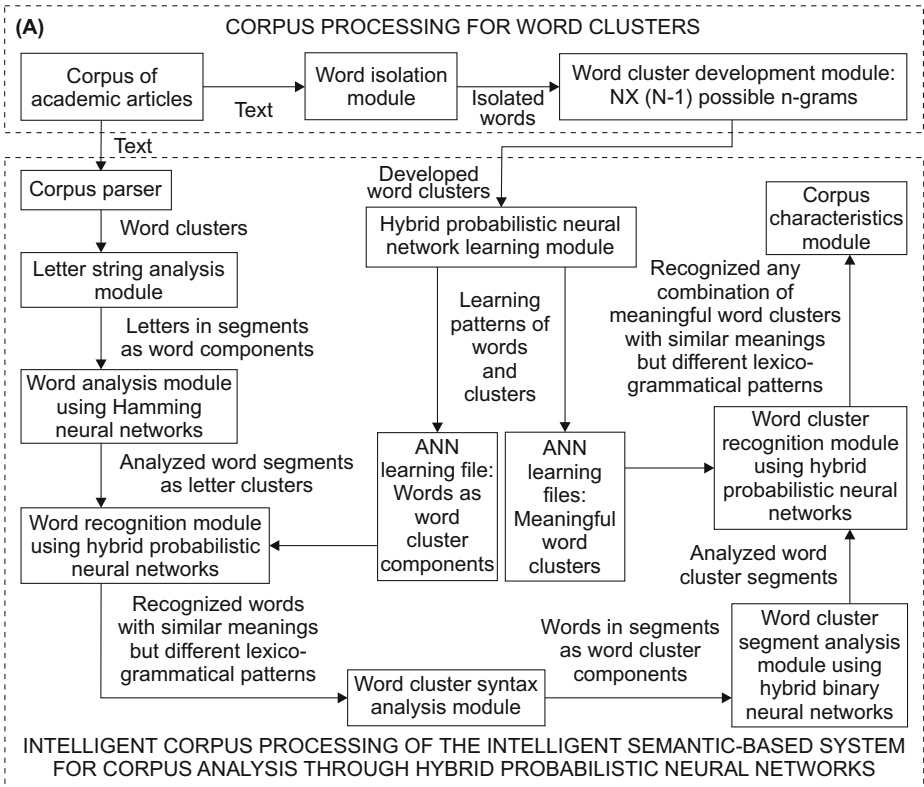 (A)
CORPUS PROCESSING FOR WORD CLUSTERS
Corpus of
academic articles
Text
Word isolation
module
Isolated
words
Word cluster development module:
NX (N-1) possible n-grams
Text
Corpus parser
Word clusters
Letter string analysis
module
Letters in segments
as word components
Word analysis module
using Hamming
neural networks
Analyzed word segments
as letter clusters
Word recognition module
using hybrid probabilistic
neural networks
Recognized words
with similar meanings
but different lexico-
grammatical patterns
Developed
word clusters
Hybrid probabilistic neural
network learning module
Learning
patterns of
words
and
clusters
ANN
learning file:
Words as
word
cluster
components
ANN
learning
files:
Meaningful
word
clusters
Word cluster syntax
analysis module
Words in segments
as word cluster
components
Corpus
characteristics
module
Recognized any
combination of
meaningful word clusters
with similar meanings
but different lexico-
grammatical patterns
Word cluster
recognition module
using hybrid
probabilistic neural
networks
Analyzed word
cluster segments
Word cluster
segment analysis
module using
hybrid binary
neural networks
INTELLIGENT CORPUS PROCESSING OF THE INTELLIGENT SEMANTIC-BASED SYSTEM
FOR CORPUS ANALYSIS THROUGH HYBRID PROBABILISTIC NEURAL NETWORKS